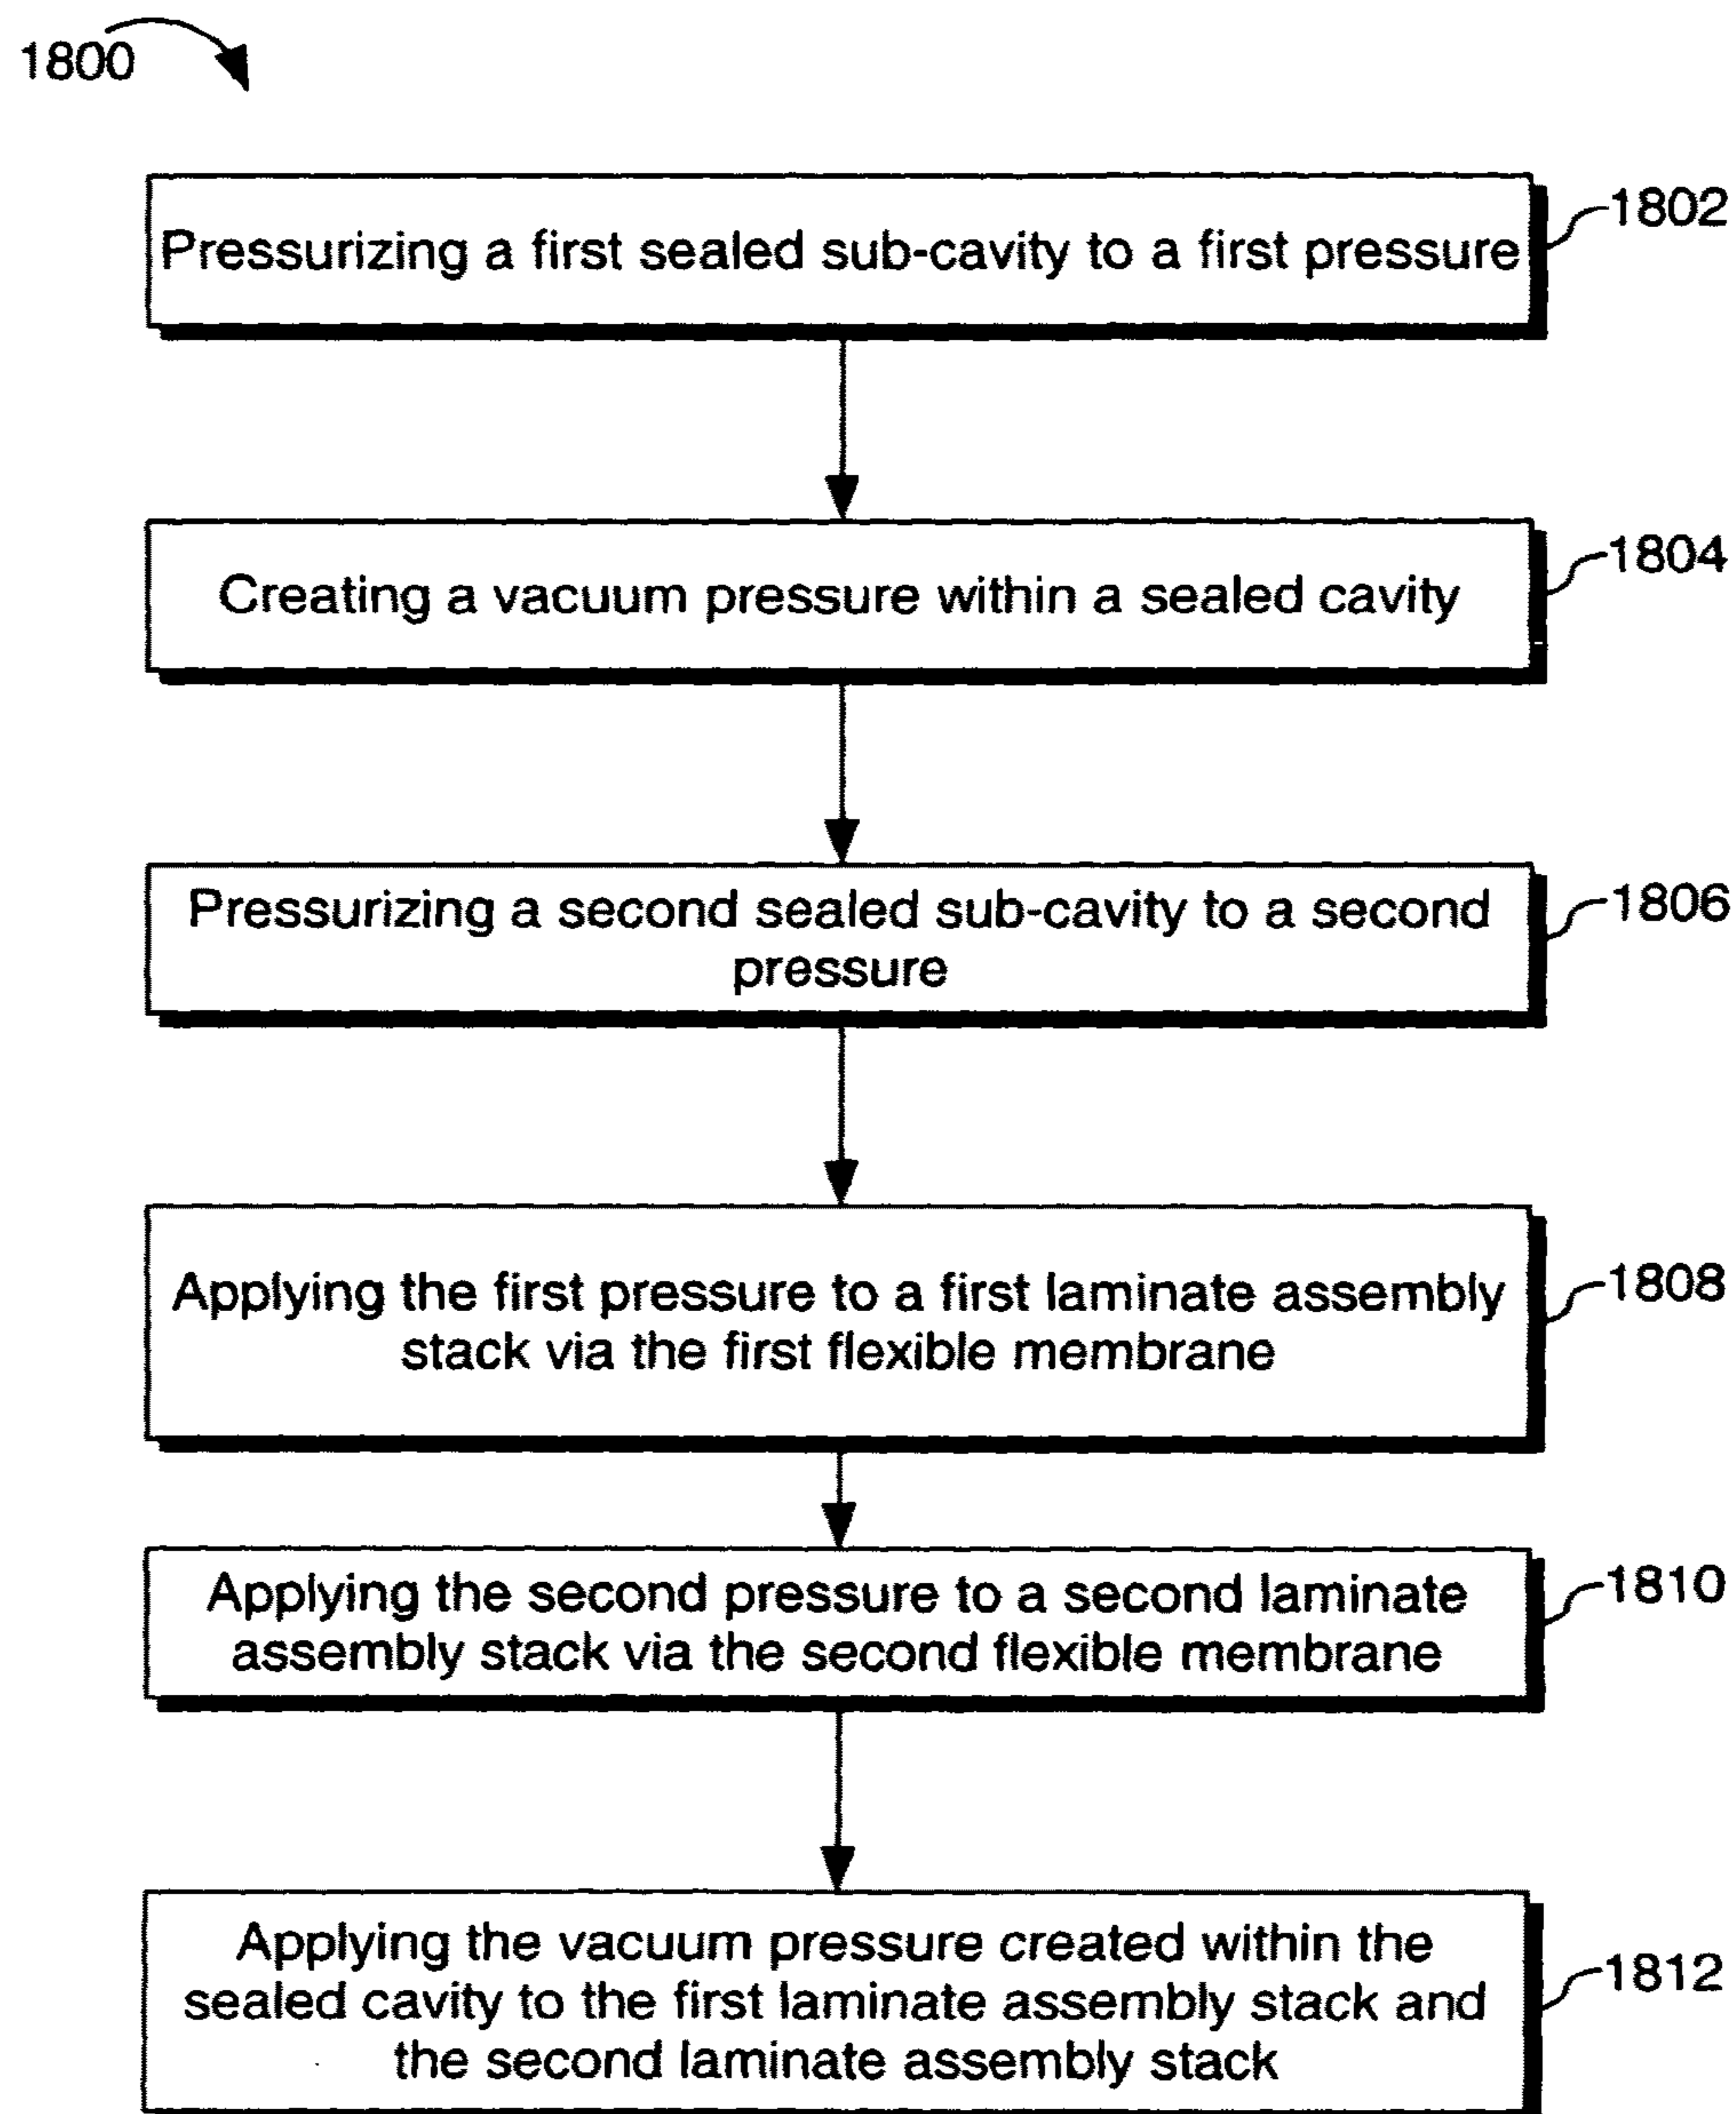 1800
Pressurizing a first sealed sub-cavity to a first pressure
1802
Creating a vacuum pressure within a sealed cavity
1804
Pressurizing a second sealed sub-cavity to a second
pressure
1806
Applying the first pressure to a first laminate assembly
stack via the first flexible membrane
1808
Applying the second pressure to a second laminate
assembly stack via the second flexible membrane
1810
Applying the vacuum pressure created within the
sealed cavity to the first laminate assembly stack and
the second laminate assembly stack
1812